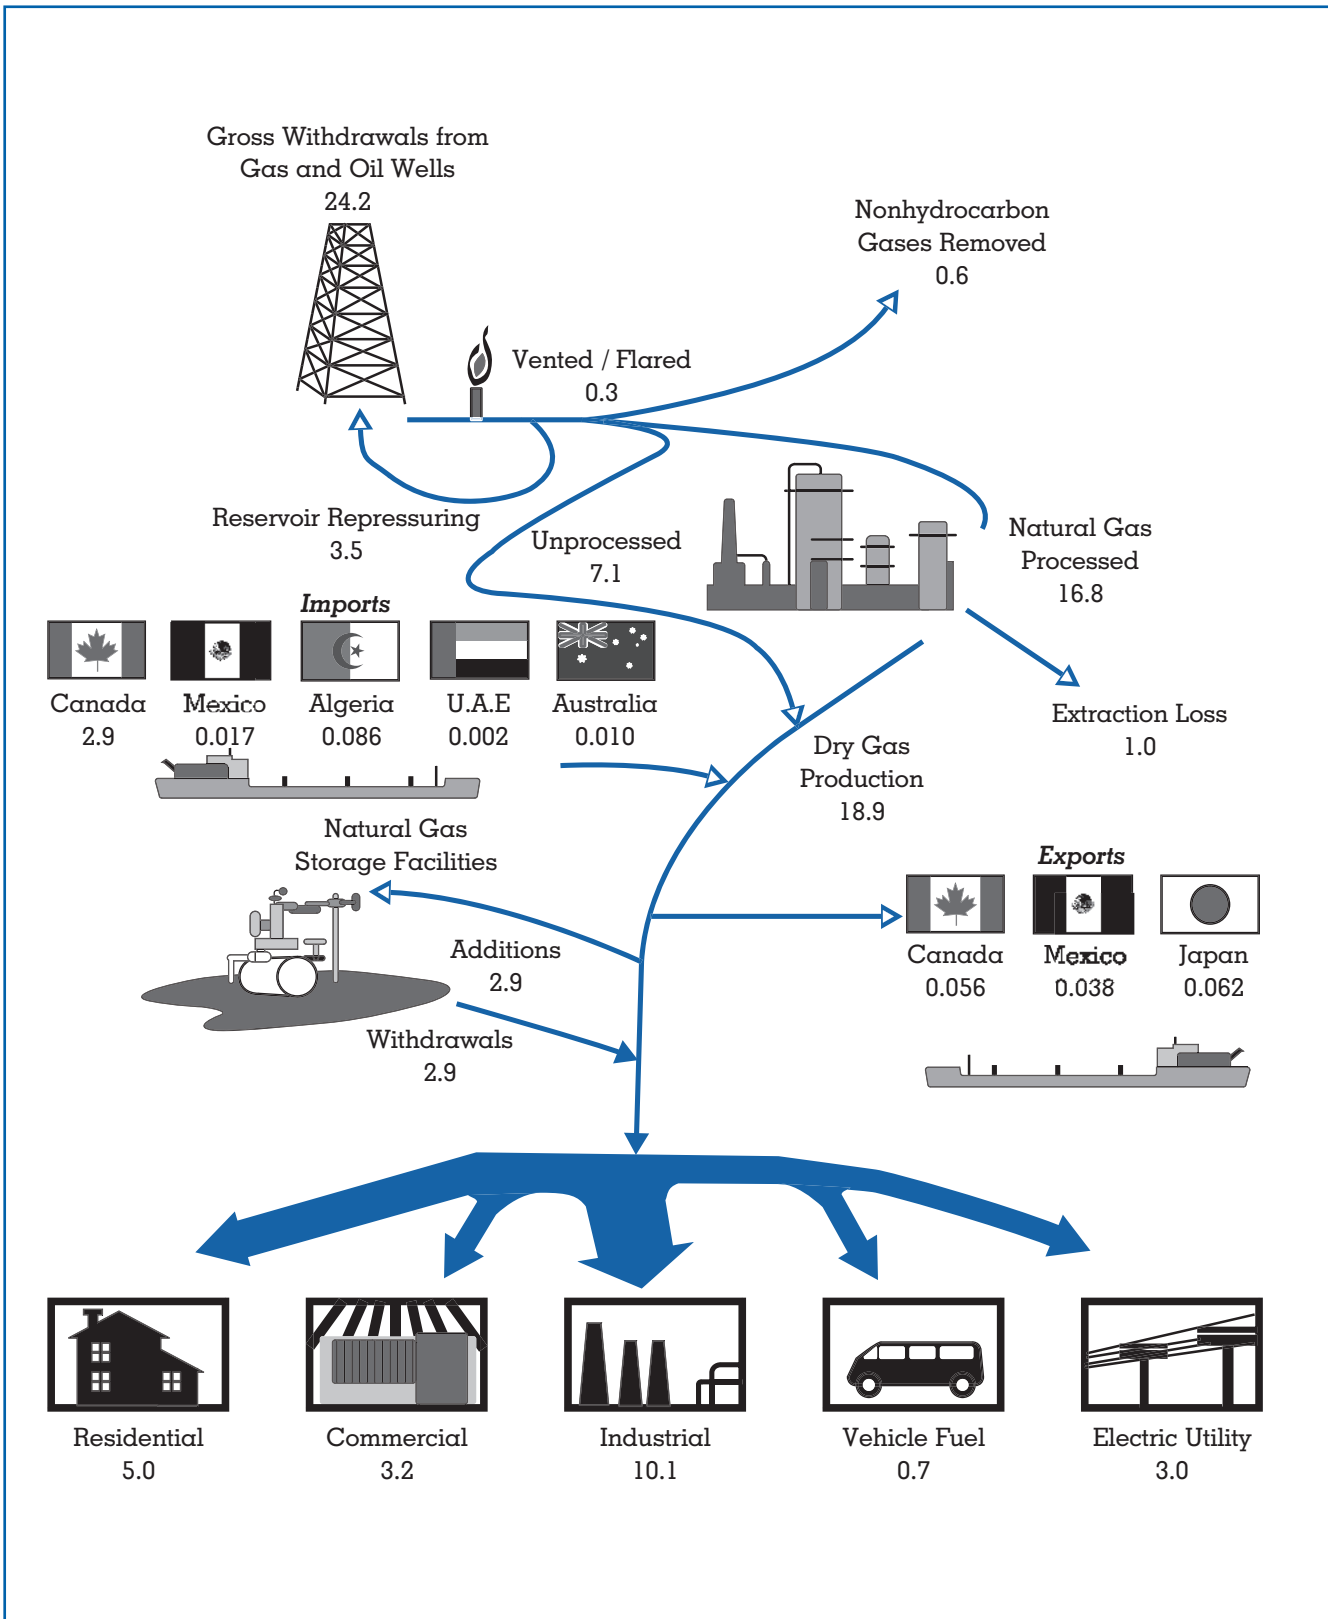 Gross Withdrawals from
Gas and Oil Wells
24.2
Nonhydrocarbon
Gases Removed
0.6
Vented / Flared
0.3
Reservoir Repressuring
3.5
Unprocessed
7.1
Natural Gas
Processed
16.8
Imports
Canada
2.9
Mexico
0.017
Algeria
0.086
U.A.E
0.002
Australia
0.010
Extraction Loss
1.0
Dry Gas
Production
18.9
Natural Gas
Storage Facilities
Additions
2.9
Withdrawals
2.9
Exports
Canada
0.056
Mexico
0.038
Japan
0.062
Residential
5.0
Commercial
3.2
Industrial
10.1
Vehicle Fuel
0.7
Electric Utility
3.0